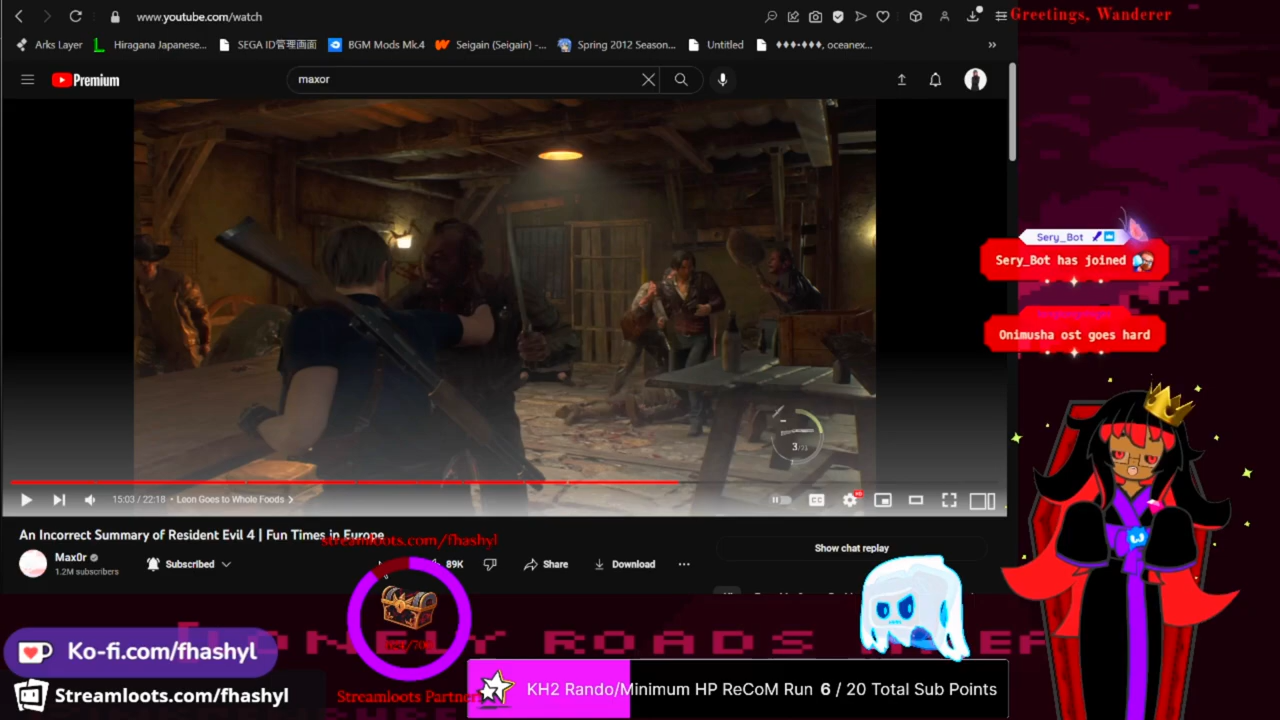 www.youtube.com/watch
Greetings, Wanderer
Arks Layer
Hiragana Japanese...
SEGA ID管理画面
BGM Mods Mk.4
Seigain (Seigain) -...
Spring 2012 Season...
Untitled
♦♦♦-♦♦♦, oceanex...
»
Premium
maxor
Sery_Bot
Sery_Bot has joined
Onimusha ost goes hard
3/71
15:03 / 22:18 • Leon Goes to Whole Foods >
CC
An Incorrect Summary of Resident Evil 4 | Fun Times in Europe
streamloots.com/fhashyl
Show chat replay
Max0r
1.2M subscribers
Subscribed
89K
Share
Download
LONELY ROADS
Ko-fi.com/fhashyl
Streamloots.com/fhashyl
Streamloots Partner
KH2 Rando/Minimum HP ReCoM Run 6 / 20 Total Sub Points